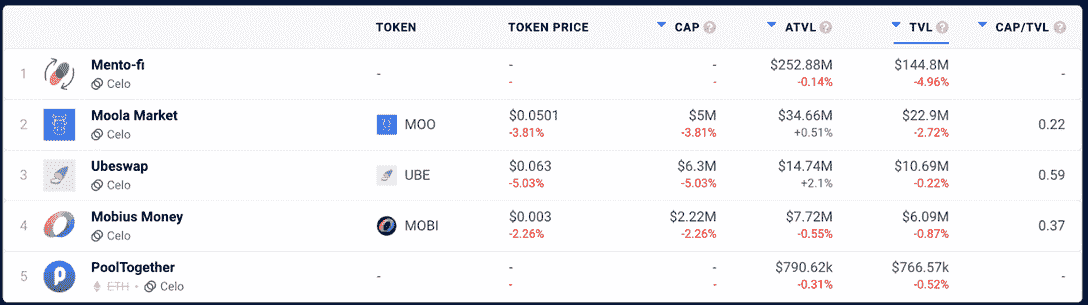 TOKEN TOKEN PRICE CAP ? ATVL ? TVL ? CAP/TVL ?
1 Mento-fi - - - $252.88M $144.8M -
Celo - - -0.14% -4.96%
2 Moola Market MOO $0.0501 $5M $34.66M $22.9M 0.22
Celo -3.81% -3.81% +0.51% -2.72%
3 Ubeswap UBE $0.063 $6.3M $14.74M $10.69M 0.59
Celo -5.03% -5.03% +2.1% -0.22%
4 Mobius Money MOBI $0.003 $2.22M $7.72M $6.09M 0.37
Celo -2.26% -2.26% -0.55% -0.87%
5 PoolTogether - - - $790.62k $766.57k -
ETH • Celo - - -0.31% -0.52%